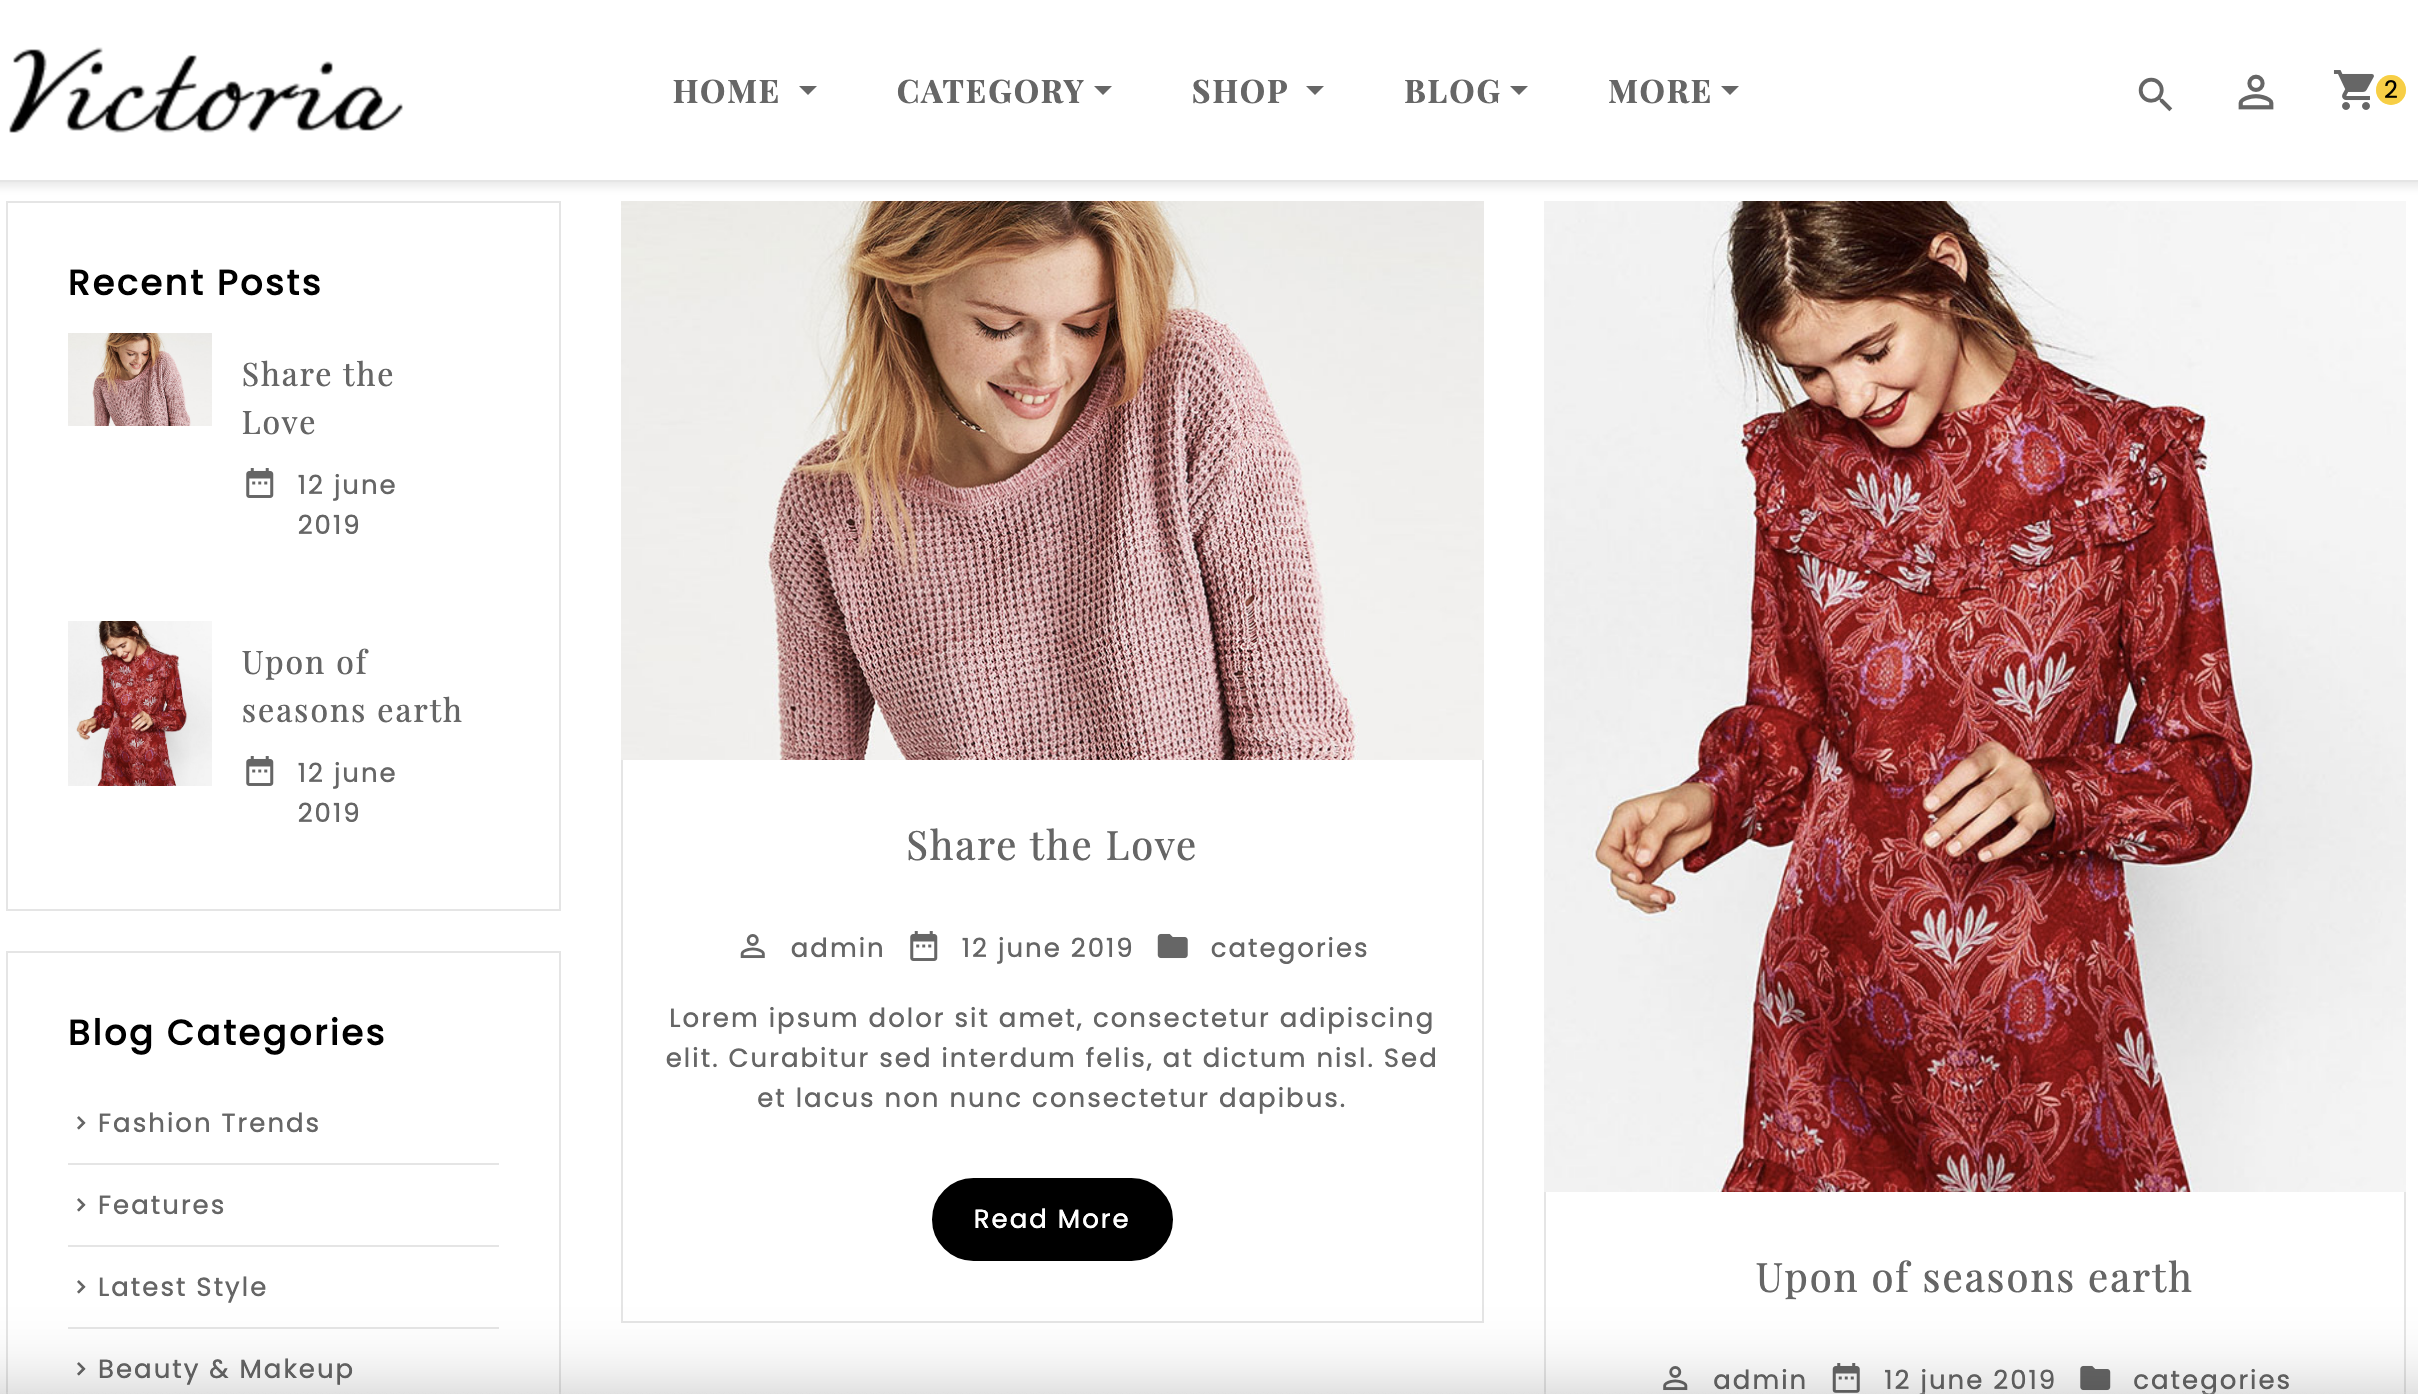 Victoria
HOME
CATEGORY
SHOP
BLOG
MORE
2
Recent Posts
Share the
Love
12 june
2019
Upon of
seasons earth
12 june
2019
Blog Categories
Fashion Trends
Features
Latest Style
Beauty & Makeup
Share the Love
admin 12 june 2019 categories
Lorem ipsum dolor sit amet, consectetur adipiscing
elit. Curabitur sed interdum felis, at dictum nisl. Sed
et lacus non nunc consectetur dapibus.
Read More
Upon of seasons earth
admin 12 june 2019 categories